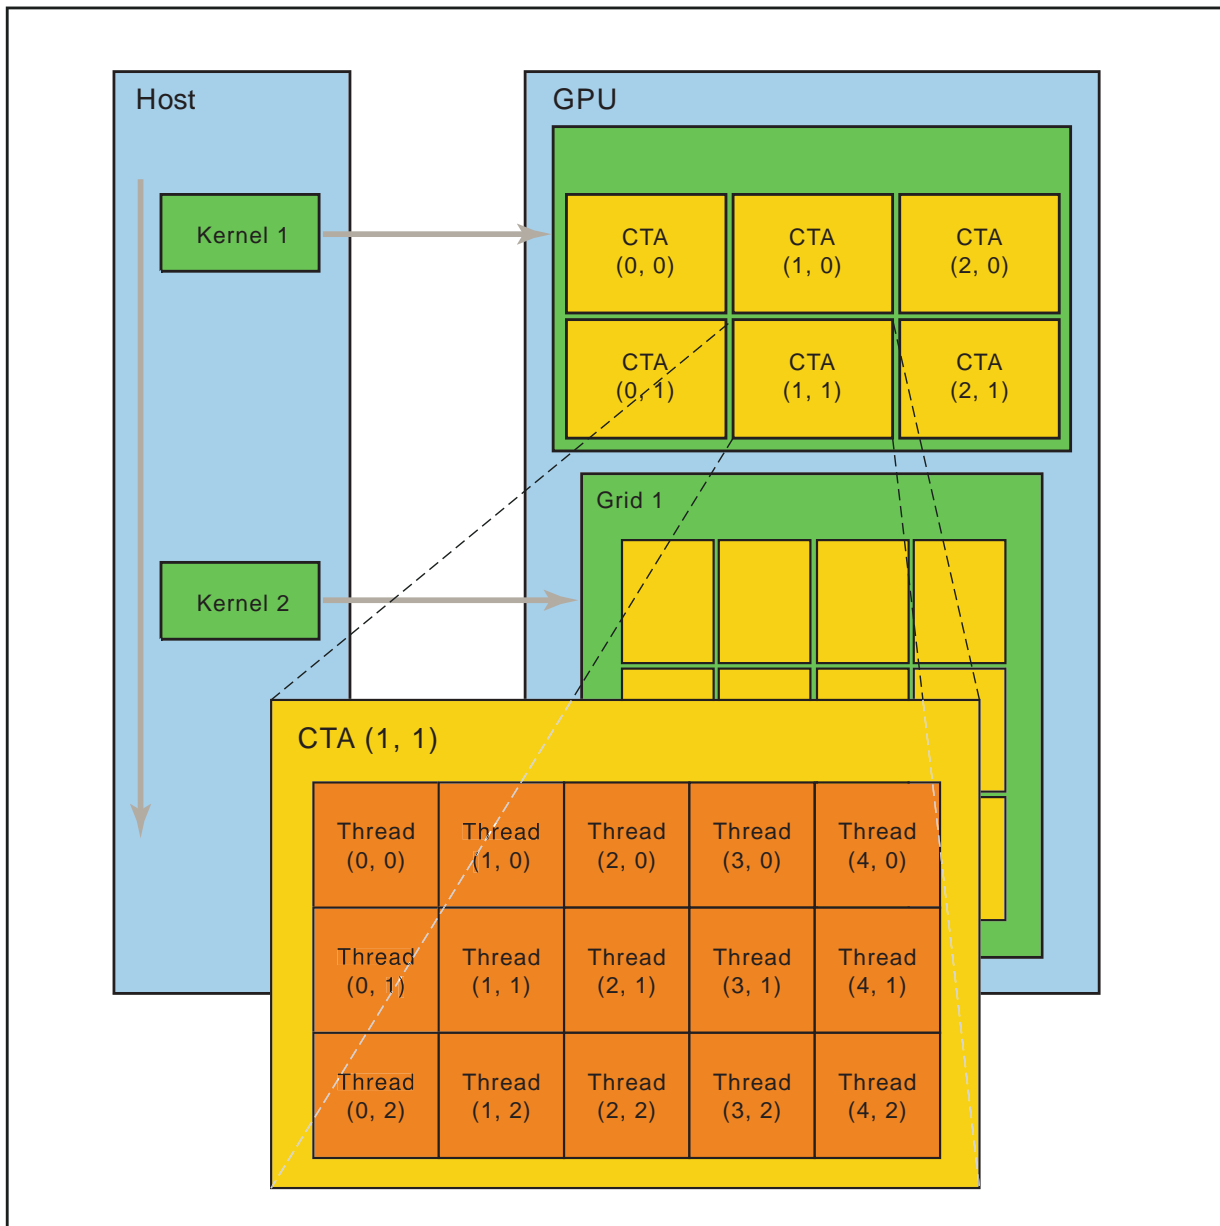 Host
GPU
Kernel 1
CTA
(0, 0)
CTA
(1, 0)
CTA
(2, 0)
CTA
(0, 1)
CTA
(1, 1)
CTA
(2, 1)
Grid 1
Kernel 2
CTA (1, 1)
Thread
(0, 0)
Thread
(1, 0)
Thread
(2, 0)
Thread
(3, 0)
Thread
(4, 0)
Thread
(0, 1)
Thread
(1, 1)
Thread
(2, 1)
Thread
(3, 1)
Thread
(4, 1)
Thread
(0, 2)
Thread
(1, 2)
Thread
(2, 2)
Thread
(3, 2)
Thread
(4, 2)